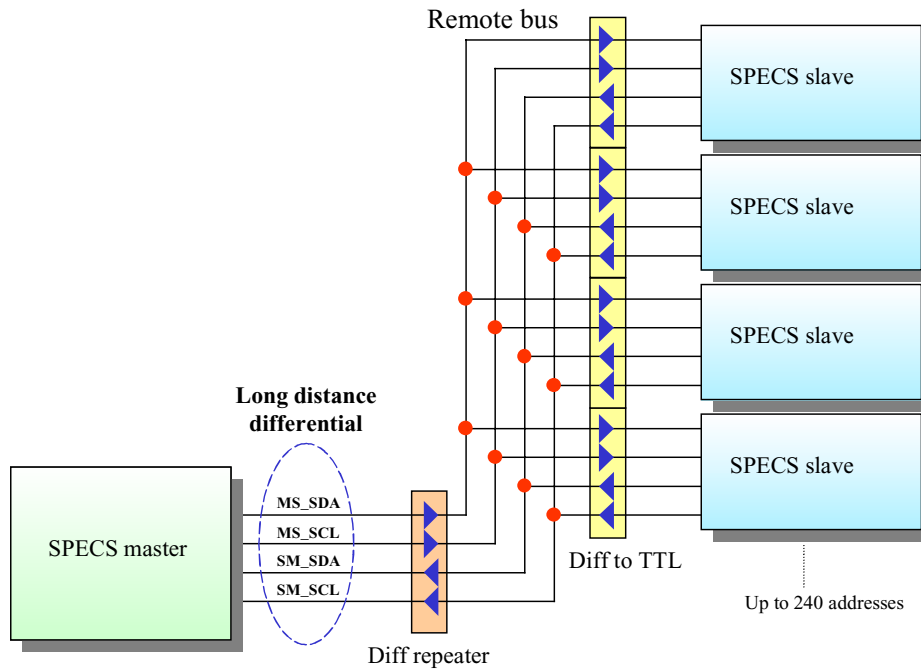 Remote bus
SPECS slave
SPECS slave
SPECS slave
SPECS slave
Long distance
differential
MS_SDA
MS_SCL
SM_SDA
SM_SCL
SPECS master
Diff repeater
Diff to TTL
Up to 240 addresses